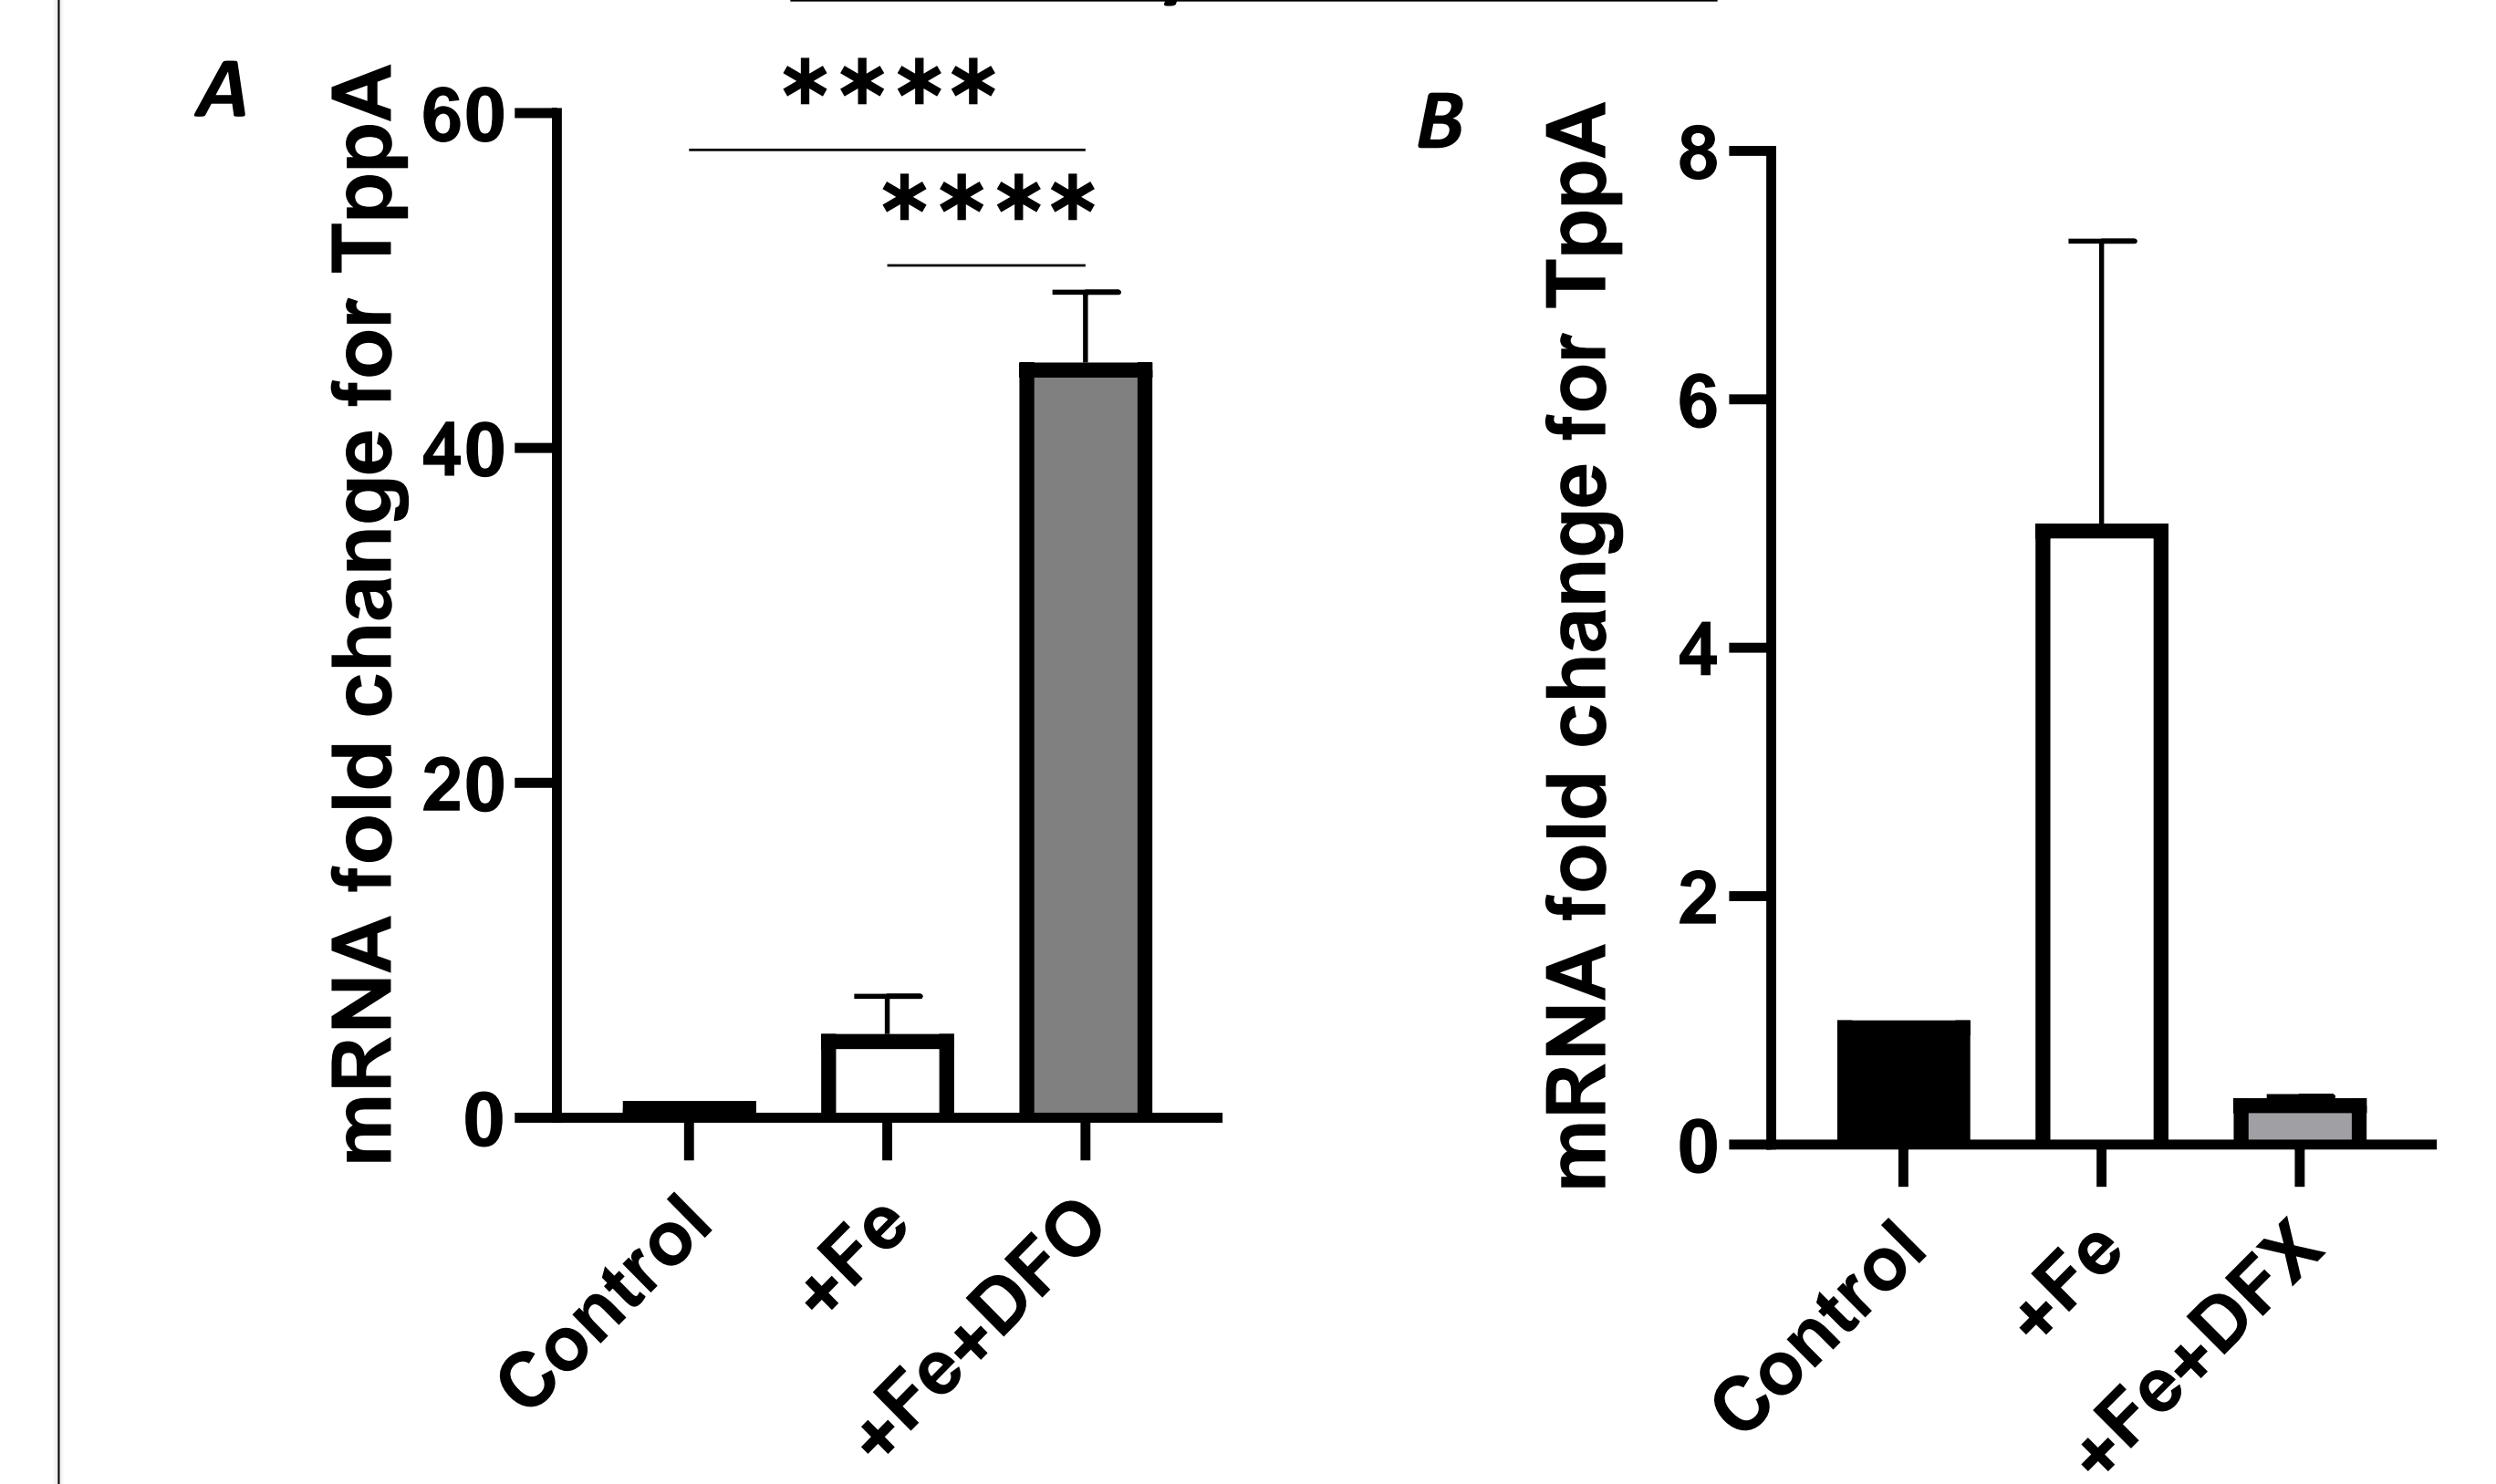 A
mRNA fold change for TppA
60
40
20
0
****
****
Control
+Fe
+Fe+DFO
B
mRNA fold change for TppA
8
6
4
2
0
Control
+Fe
+Fe+DFX